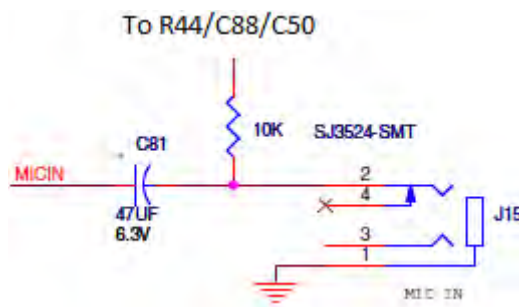 To R44/C88/C50
10K
SJ3524-SMT
C81
MICIN
47UF
6.3V
2
4
J15
3
1
MIC IN